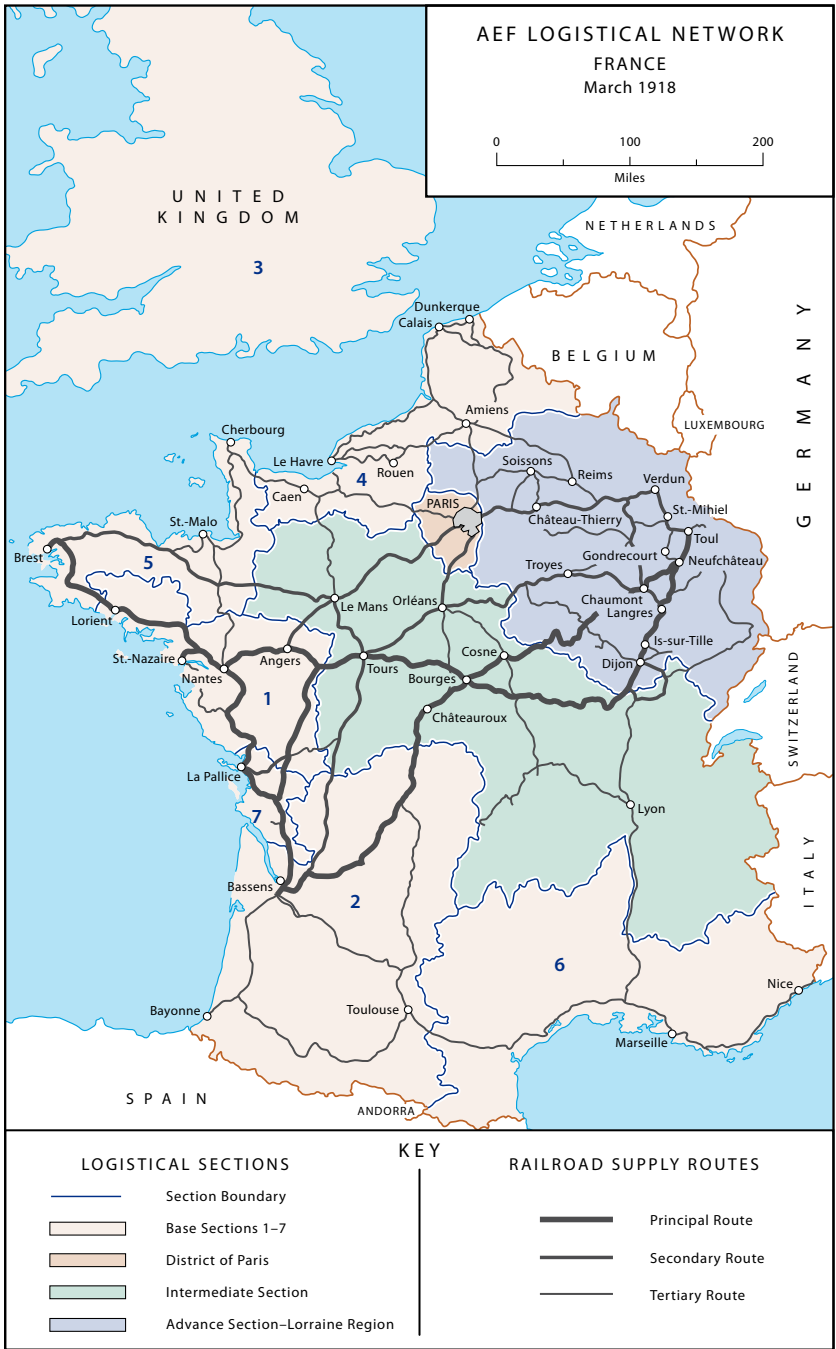 AEF LOGISTICAL NETWORK
FRANCE
March 1918
0 100 200
Miles
UNITED
KINGDOM
3
NETHERLANDS
GERMANY
Dunkerque
Calais
BELGIUM
Amiens
LUXEMBOURG
Cherbourg
Le Havre
Rouen
4
Caen
Soissons
Reims
Verdun
PARIS
St.-Mihiel
Château-Thierry
Toul
St.-Malo
Brest
5
Gondrecourt
Neufchâteau
Troyes
Chaumont
Langres
Lorient
Le Mans
Orléans
Is-sur-Tille
St.-Nazaire
Nantes
Angers
Tours
Cosne
Dijon
Bourges
1
Châteauroux
SWITZERLAND
La Pallice
7
Lyon
ITALY
Bassens
2
6
Nice
Bayonne
Toulouse
Marseille
SPAIN
ANDORRA
KEY
LOGISTICAL SECTIONS
Section Boundary
Base Sections 1–7
District of Paris
Intermediate Section
Advance Section–Lorraine Region
RAILROAD SUPPLY ROUTES
Principal Route
Secondary Route
Tertiary Route